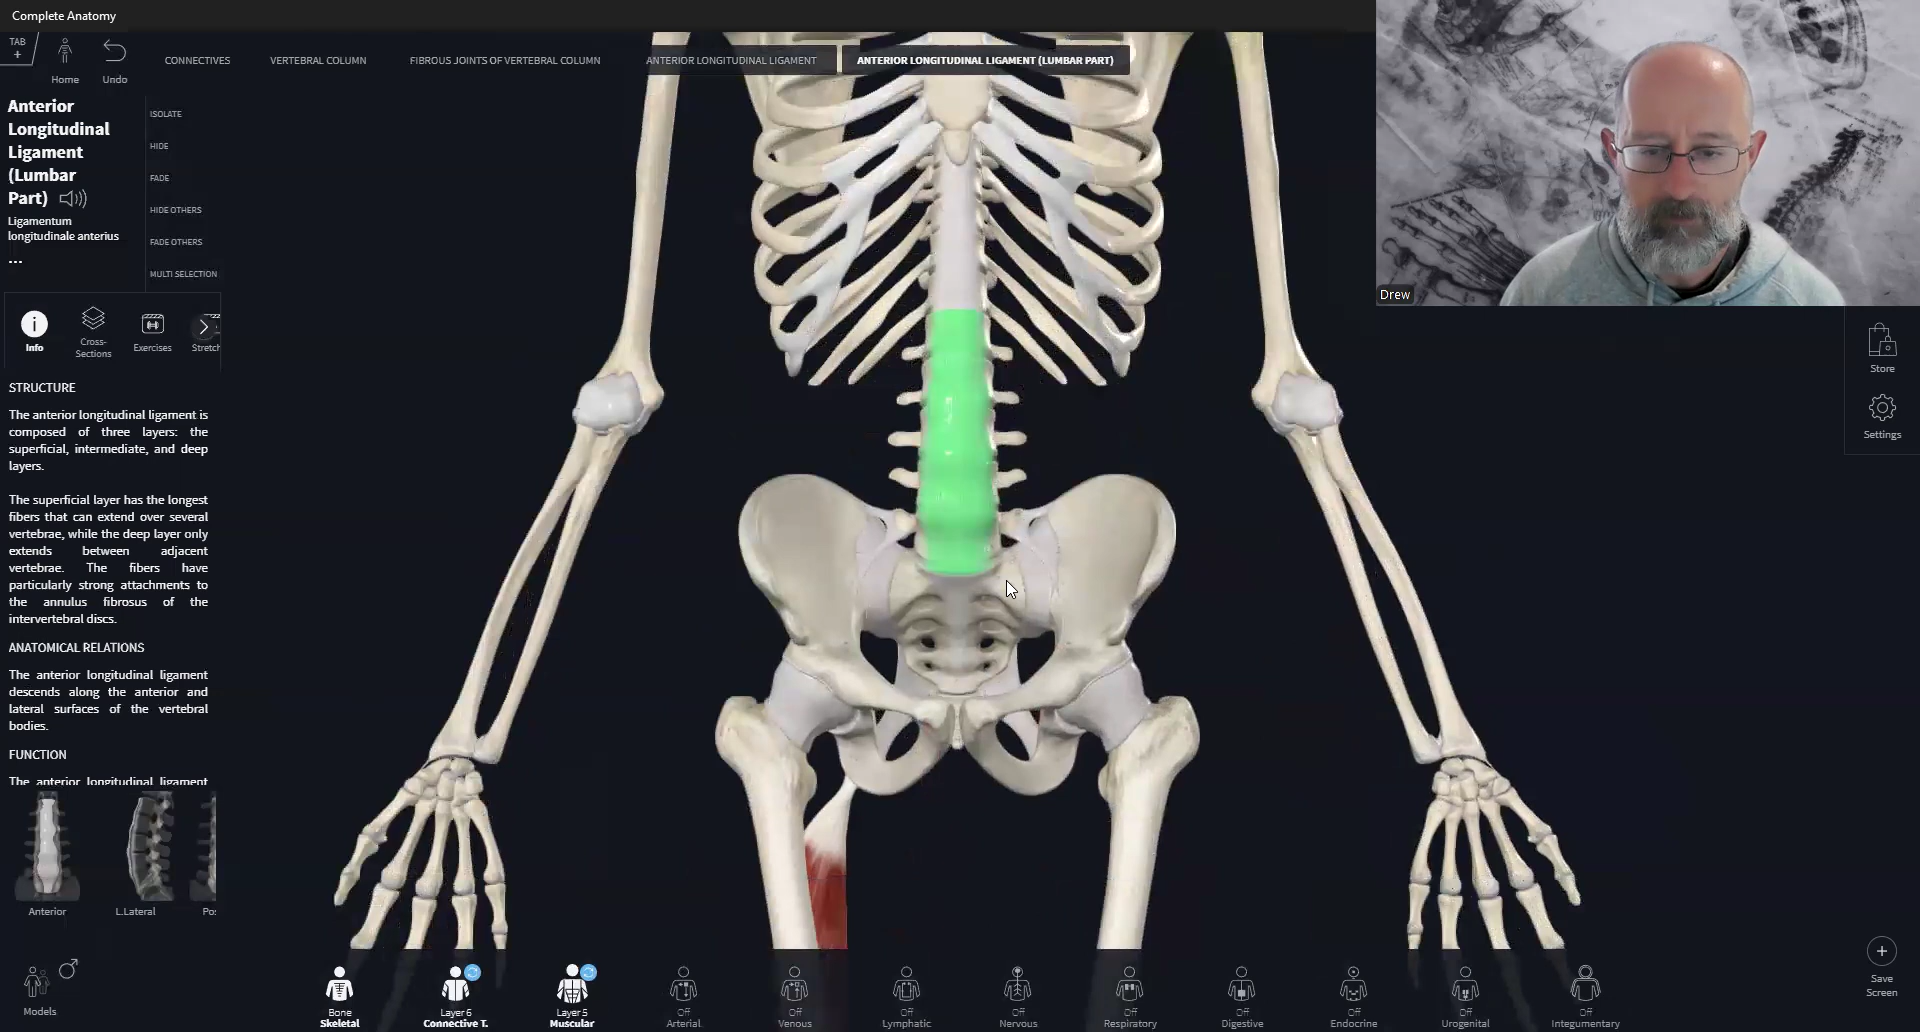 Complete Anatomy
TAB
+
Home
Undo
CONNECTIVES
VERTEBRAL COLUMN
FIBROUS JOINTS OF VERTEBRAL COLUMN
ANTERIOR LONGITUDINAL LIGAMENT
ANTERIOR LONGITUDINAL LIGAMENT (LUMBAR PART)
Anterior
Longitudinal
Ligament
(Lumbar
Part)
Ligamentum
longitudinale anterius
...
ISOLATE
HIDE
FADE
HIDE OTHERS
FADE OTHERS
MULTI SELECTION
Info
Cross-
Sections
Exercises
Stretch
STRUCTURE
The anterior longitudinal ligament is
composed of three layers: the
superficial, intermediate, and deep
layers.
The superficial layer has the longest
fibers that can extend over several
vertebrae, while the deep layer only
extends between adjacent
vertebrae. The fibers have
particularly strong attachments to
the annulus fibrosus of the
intervertebral discs.
ANATOMICAL RELATIONS
The anterior longitudinal ligament
descends along the anterior and
lateral surfaces of the vertebral
bodies.
FUNCTION
The anterior longitudinal ligament
Anterior
L.Lateral
Pos
Models
Bone
Skeletal
Layer 6
Connective T.
Layer 5
Muscular
Off
Arterial
Off
Venous
Off
Lymphatic
Off
Nervous
Off
Respiratory
Off
Digestive
Off
Endocrine
Off
Urogenital
Off
Integumentary
Drew
Store
Settings
Save
Screen